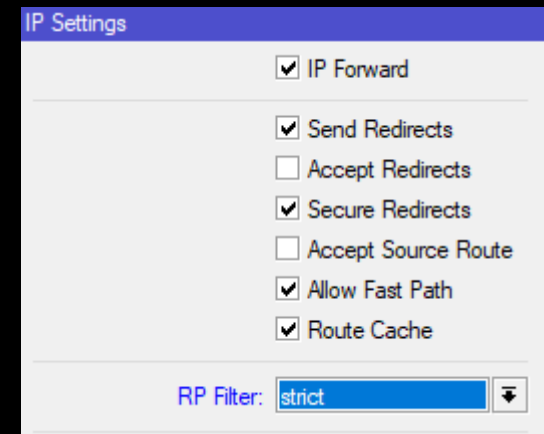 IP Settings
IP Forward
Send Redirects
Accept Redirects
Secure Redirects
Accept Source Route
Allow Fast Path
Route Cache
RP Filter: strict